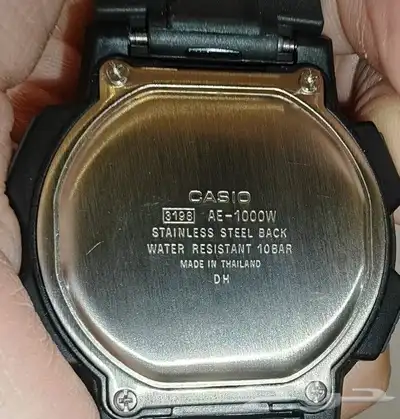 CASIO
3198 AE-1000W
STAINLESS STEEL BACK
WATER RESISTANT 10BAR
MADE IN THAILAND
DH